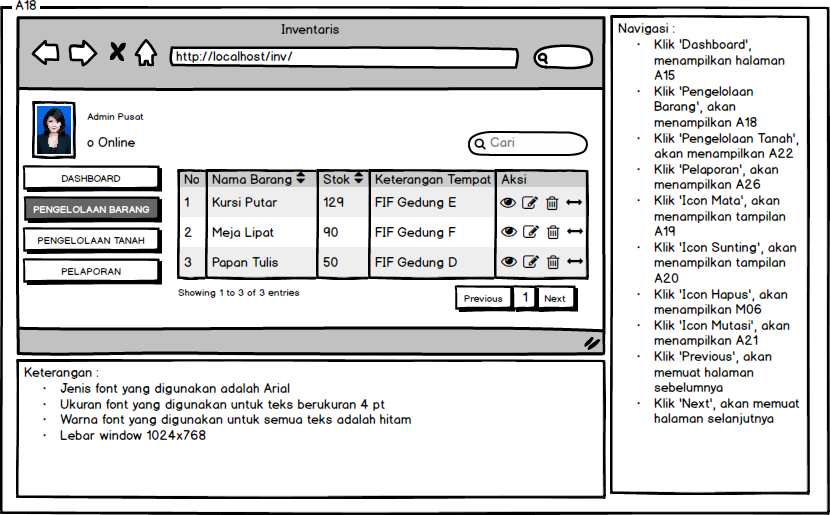 A18
Inventaris
http://localhost/inv/
Admin Pusat
o Online
Cari
DASHBOARD
PENGELOLAAN BARANG
PENGELOLAAN TANAH
PELAPORAN
No Nama Barang Stok Keterangan Tempat Aksi
1 Kursi Putar 129 FIF Gedung E
2 Meja Lipat 90 FIF Gedung F
3 Papan Tulis 50 FIF Gedung D
Showing 1 to 3 of 3 entries
Previous 1 Next
Keterangan :
· Jenis font yang digunakan adalah Arial
· Ukuran font yang digunakan untuk teks berukuran 4 pt
· Warna font yang digunakan untuk semua teks adalah hitam
· Lebar window 1024x768
Navigasi :
· Klik 'Dashboard',
menampilkan halaman
A15
· Klik 'Pengelolaan
Barang', akan
menampilkan A18
· Klik 'Pengelolaan Tanah',
akan menampilkan A22
· Klik 'Pelaporan', akan
menampilkan A26
· Klik 'Icon Mata', akan
menampilkan tampilan
A19
· Klik 'Icon Sunting', akan
menampilkan tampilan
A20
· Klik 'Icon Hapus', akan
menampilkan M06
· Klik 'Icon Mutasi', akan
menampilkan A21
· Klik 'Previous', akan
memuat halaman
sebelumnya
· Klik 'Next', akan memuat
halaman selanjutnya